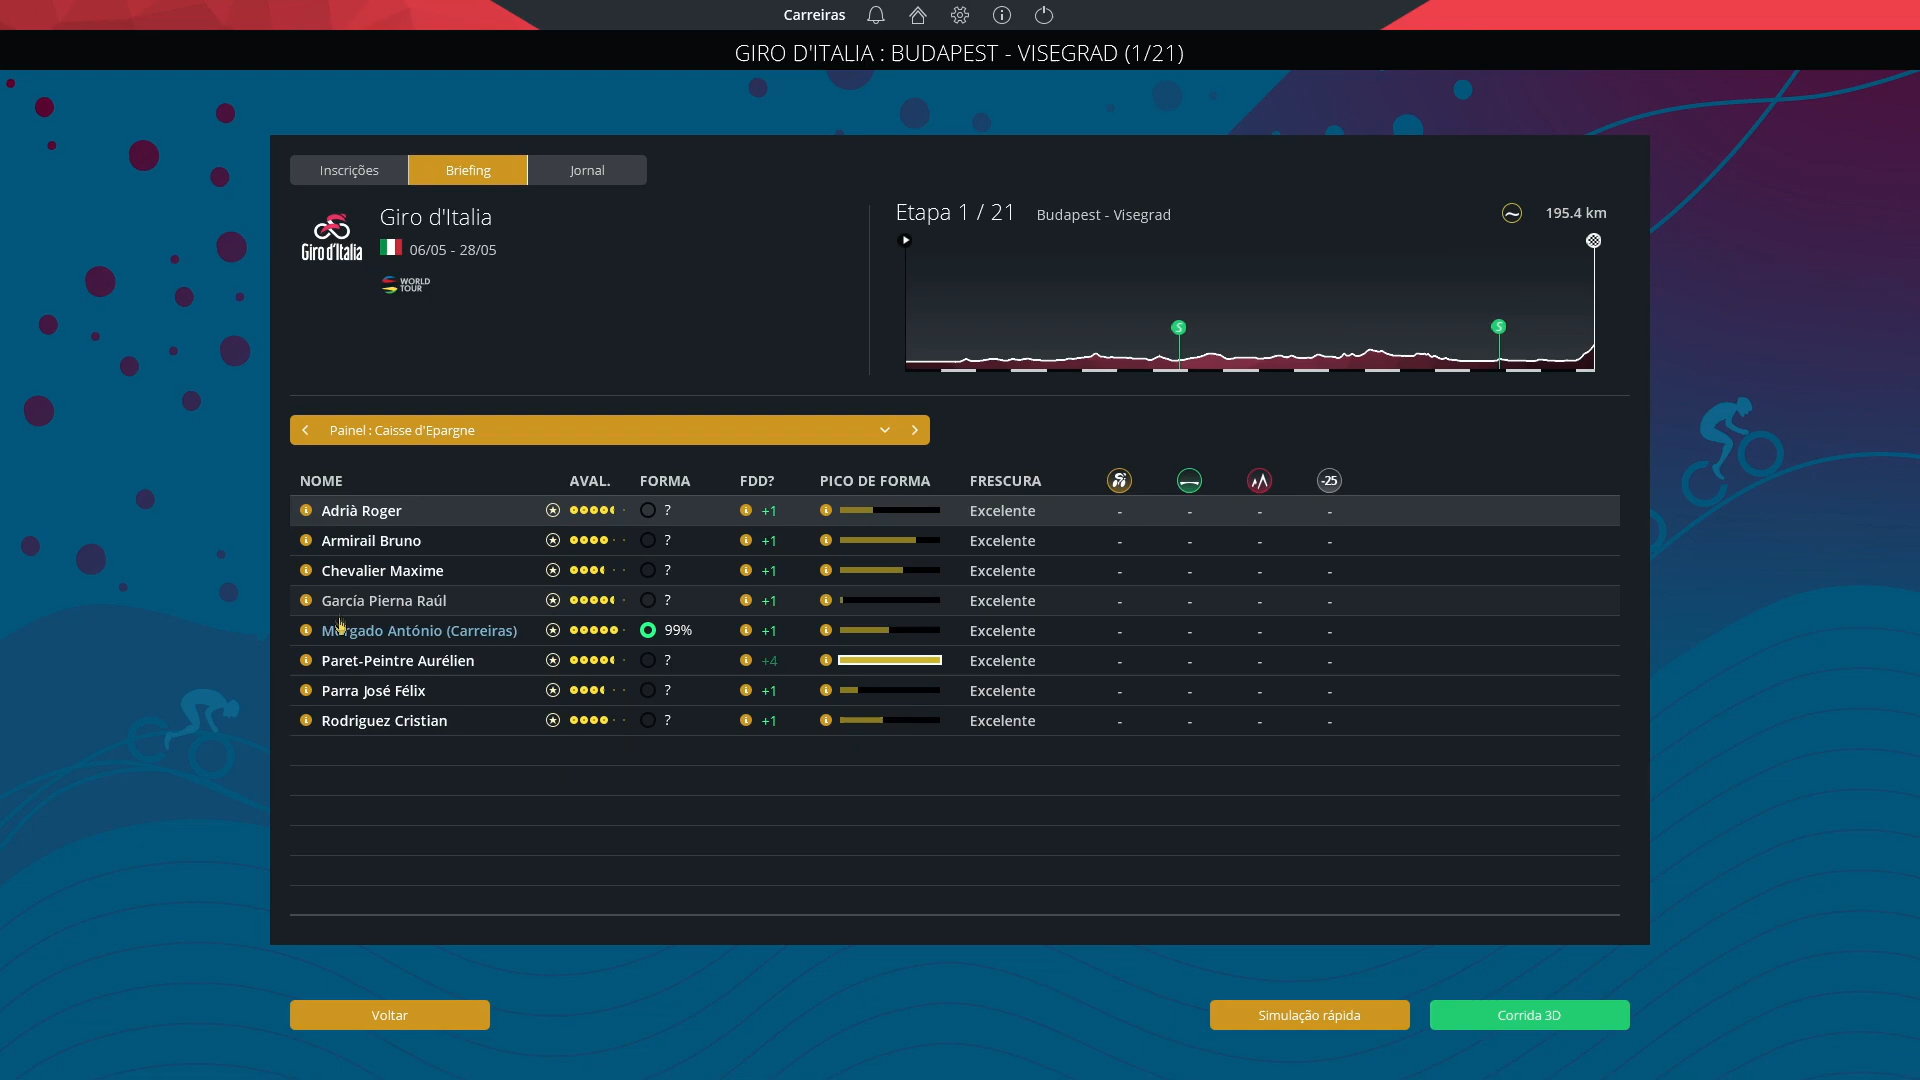 Carreiras
GIRO D'ITALIA : BUDAPEST - VISEGRAD (1/21)
Inscrições Briefing Jornal
Giro d'Italia
Giro d'Italia
06/05 - 28/05
WORLD TOUR
Etapa 1 / 21 Budapest - Visegrad 195.4 km
S S
Painel : Caisse d'Epargne
NOME AVAL. FORMA FDD? PICO DE FORMA FRESCURA -25
Adrià Roger ? +1 Excelente - - - -
Armirail Bruno ? +1 Excelente - - - -
Chevalier Maxime ? +1 Excelente - - - -
García Pierna Raúl ? +1 Excelente - - - -
Morgado António (Carreiras) 99% +1 Excelente - - - -
Paret-Peintre Aurélien ? +4 Excelente - - - -
Parra José Félix ? +1 Excelente - - - -
Rodriguez Cristian ? +1 Excelente - - - -
Voltar Simulação rápida Corrida 3D